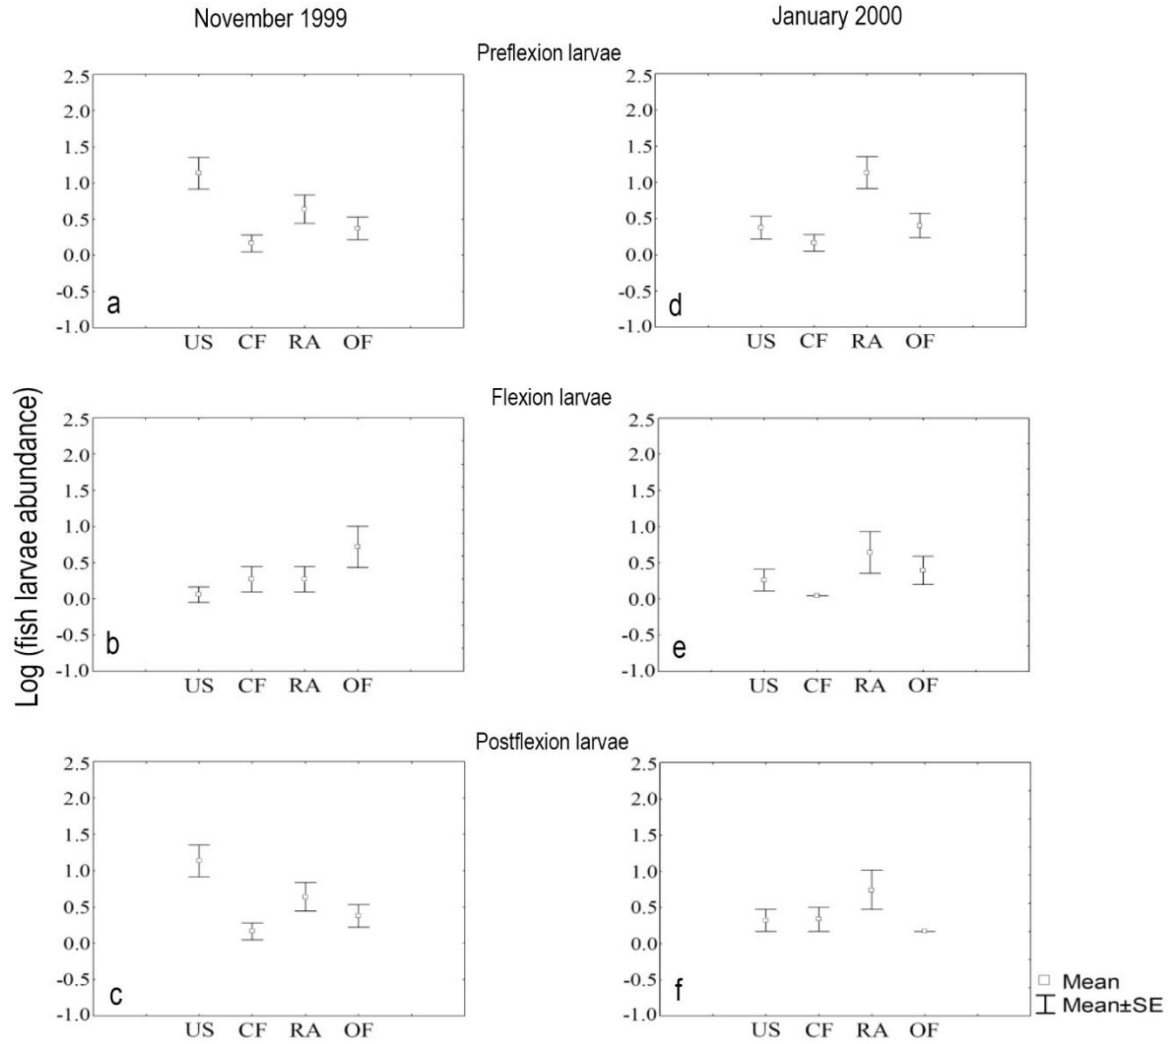 November 1999
January 2000
Preflexion larvae
2.5
2.0
1.5
1.0
0.5
0.0
-0.5
-1.0
a
US CF RA OF
2.5
2.0
1.5
1.0
0.5
0.0
-0.5
-1.0
d
US CF RA OF
Log (fish larvae abundance)
Flexion larvae
2.5
2.0
1.5
1.0
0.5
0.0
-0.5
-1.0
b
US CF RA OF
2.5
2.0
1.5
1.0
0.5
0.0
-0.5
-1.0
e
US CF RA OF
Postflexion larvae
2.5
2.0
1.5
1.0
0.5
0.0
-0.5
-1.0
c
US CF RA OF
2.5
2.0
1.5
1.0
0.5
0.0
-0.5
-1.0
f
US CF RA OF
Mean
Mean±SE